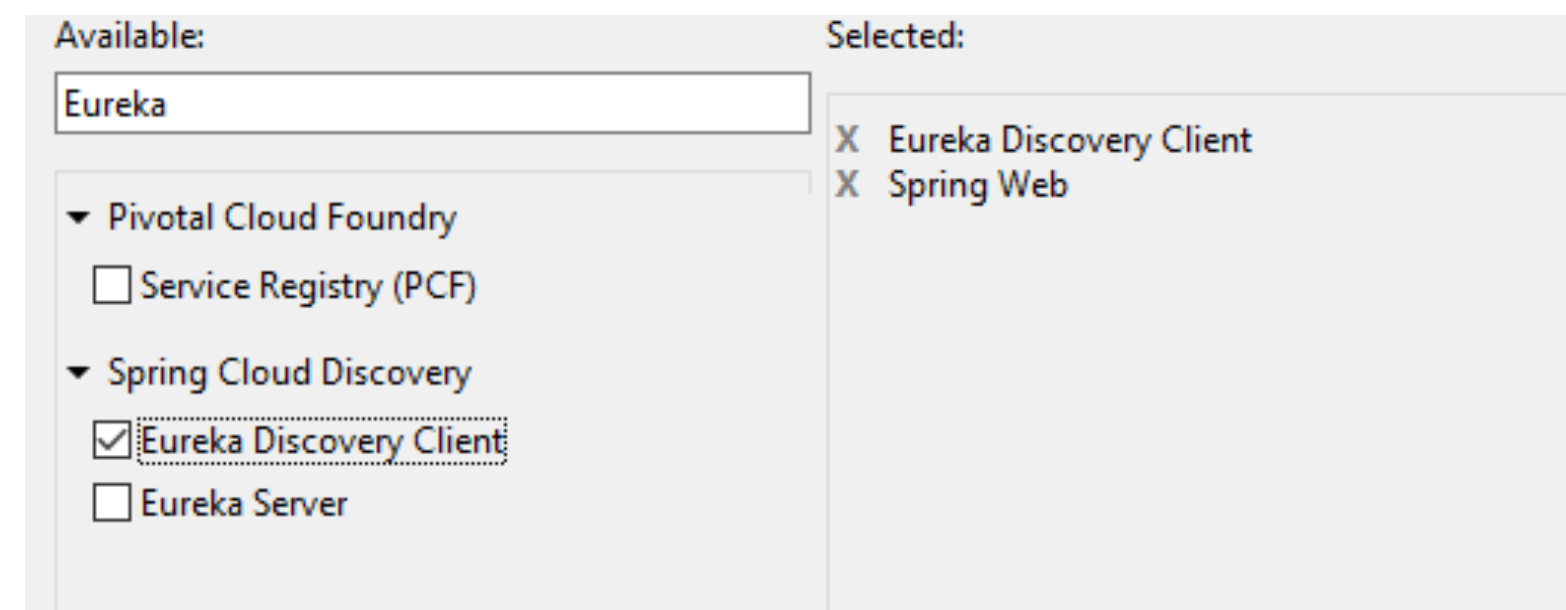 Available:
Eureka
Pivotal Cloud Foundry
Service Registry (PCF)
Spring Cloud Discovery
Eureka Discovery Client
Eureka Server
Selected:
X Eureka Discovery Client
X Spring Web